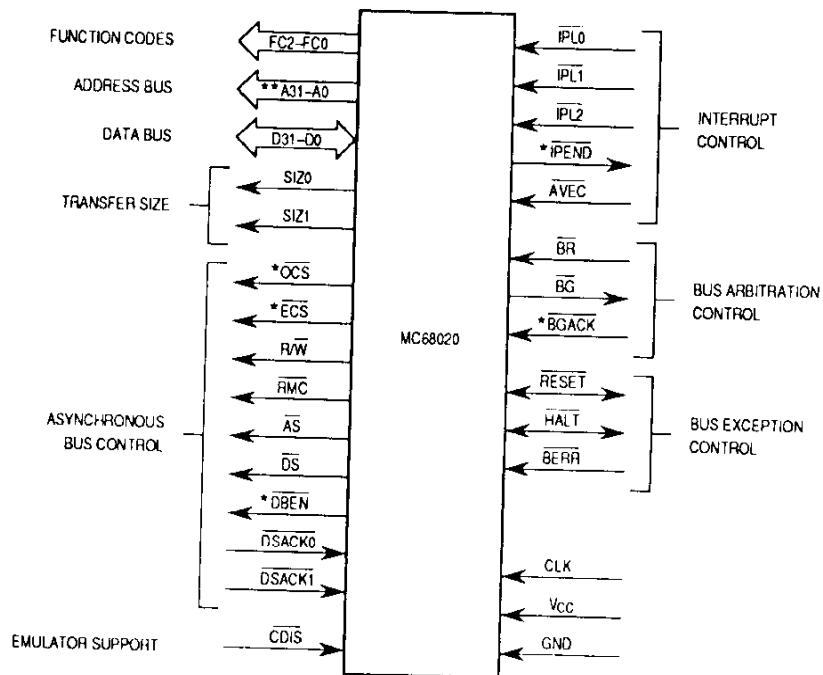 FUNCTION CODES
FC2–FC0
ADDRESS BUS
**A31–A0
DATA BUS
D31–D0
TRANSFER SIZE
SIZ0
SIZ1
ASYNCHRONOUS
BUS CONTROL
*OCS
*ECS
R/W
RMC
AS
DS
*DBEN
DSACK0
DSACK1
EMULATOR SUPPORT
CDIS
MC68020
IPL0
IPL1
IPL2
*IPEND
AVEC
INTERRUPT
CONTROL
BR
BG
*BGACK
BUS ARBITRATION
CONTROL
RESET
HALT
BERR
BUS EXCEPTION
CONTROL
CLK
VCC
GND